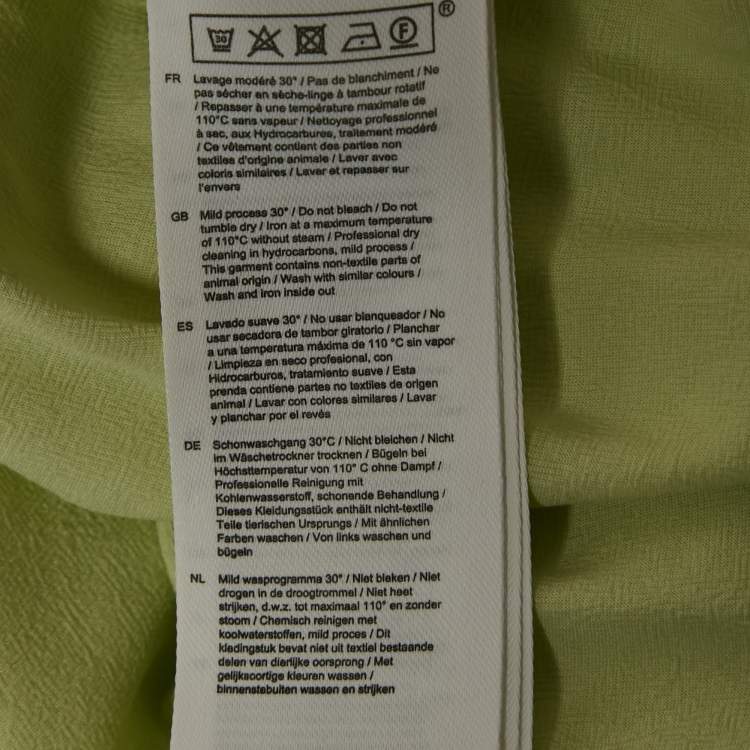 30 F ®
FR Lavage modéré 30° / Pas de blanchiment / Ne
pas sécher en sèche-linge à tambour rotatif
/ Repasser à une température maximale de
110°C sans vapeur / Nettoyage professionnel
à sec, aux Hydrocarbures, traitement modéré
/ Ce vêtement contient des parties non
textiles d'origine animale / Laver avec
coloris similaires / Laver et repasser sur
l'envers
GB Mild process 30° / Do not bleach / Do not
tumble dry / Iron at a maximum temperature
of 110°C without steam / Professional dry
cleaning in hydrocarbons, mild process /
This garment contains non-textile parts of
animal origin / Wash with similar colours /
Wash and iron inside out
ES Lavado suave 30° / No usar blanqueador / No
usar secadora de tambor giratorio / Planchar
a una temperatura máxima de 110 °C sin vapor
/ Limpieza en seco profesional, con
Hidrocarburos, tratamiento suave / Esta
prenda contiene partes no textiles de origen
animal / Lavar con colores similares / Lavar
y planchar por el revés
DE Schonwaschgang 30°C / Nicht bleichen / Nicht
im Wäschetrockner trocknen / Bügeln bei
Höchsttemperatur von 110° C ohne Dampf /
Professionelle Reinigung mit
Kohlenwasserstoff, schonende Behandlung /
Dieses Kleidungsstück enthält nicht-textile
Teile tierischen Ursprungs / Mit ähnlichen
Farben waschen / Von links waschen und
bügeln
NL Mild wasprogramma 30° / Niet bleken / Niet
drogen in de droogtrommel / Niet heet
strijken, d.w.z. tot maximaal 110° en zonder
stoom / Chemisch reinigen met
koolwaterstoffen, mild proces / Dit
kledingstuk bevat niet uit textiel bestaande
delen van dierlijke oorsprong / Met
gelijksoortige kleuren wassen /
binnenstebuiten wassen en strijken